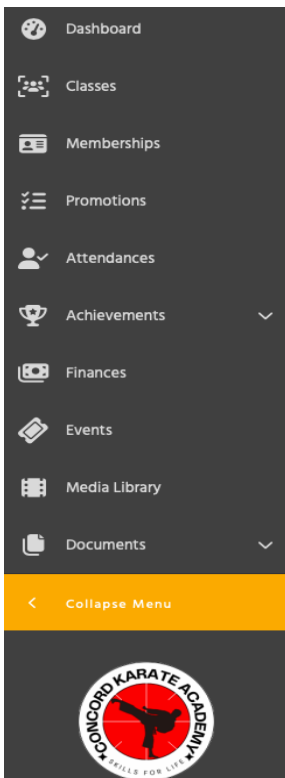 Dashboard
Classes
Memberships
Promotions
Attendances
Achievements
Finances
Events
Media Library
Documents
Collapse Menu
CONCORD KARATE ACADEMY
SKILLS FOR LIFE